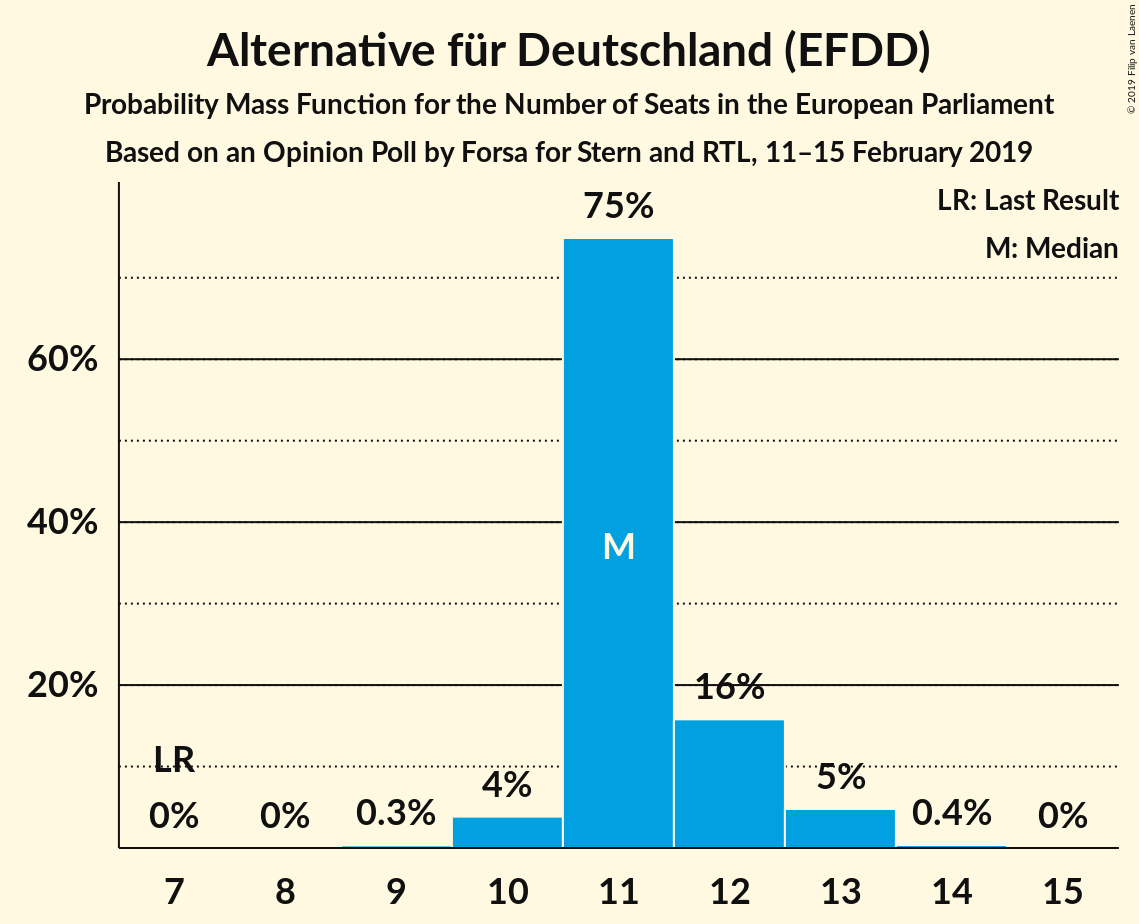 Alternative für Deutschland (EFDD)
Probability Mass Function for the Number of Seats in the European Parliament
Based on an Opinion Poll by Forsa for Stern and RTL, 11–15 February 2019
© 2019 Filip van Laenen
LR: Last Result
M: Median
75%
60%
40%
M
20%
16%
LR
0%
0%
0.3%
4%
5%
0.4%
0%
7 8 9 10 11 12 13 14 15